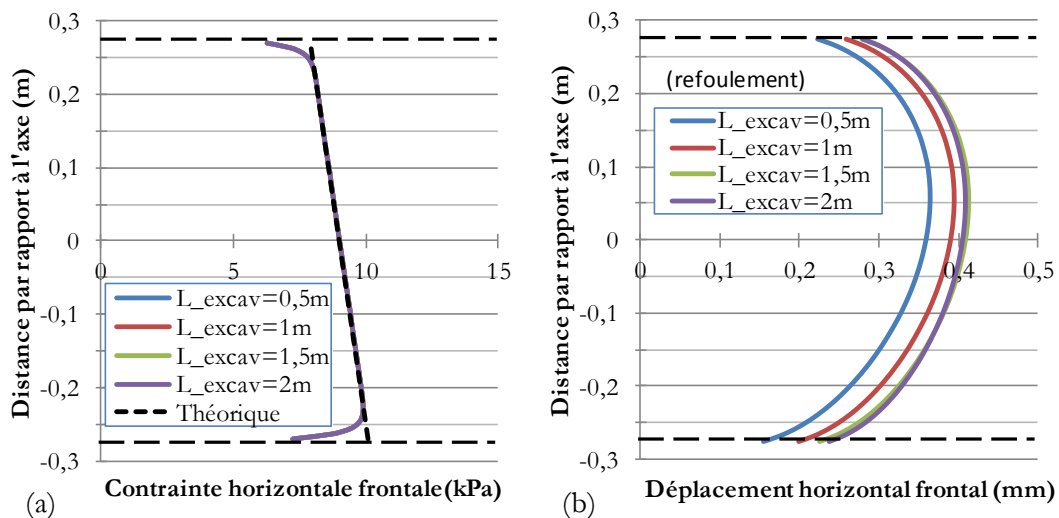 0,3
0,2
0,1
0
-0,1
-0,2
-0,3
0
5
10
15
Distance par rapport à l'axe (m)
L_excav=0,5m
L_excav=1m
L_excav=1,5m
L_excav=2m
Théorique
(a)
Contrainte horizontale frontale (kPa)
0,3
0,2
0,1
0
-0,1
-0,2
-0,3
0
0,1
0,2
0,3
0,4
0,5
Distance par rapport à l'axe (m)
(refoulement)
L_excav=0,5m
L_excav=1m
L_excav=1,5m
L_excav=2m
(b)
Déplacement horizontal frontal (mm)